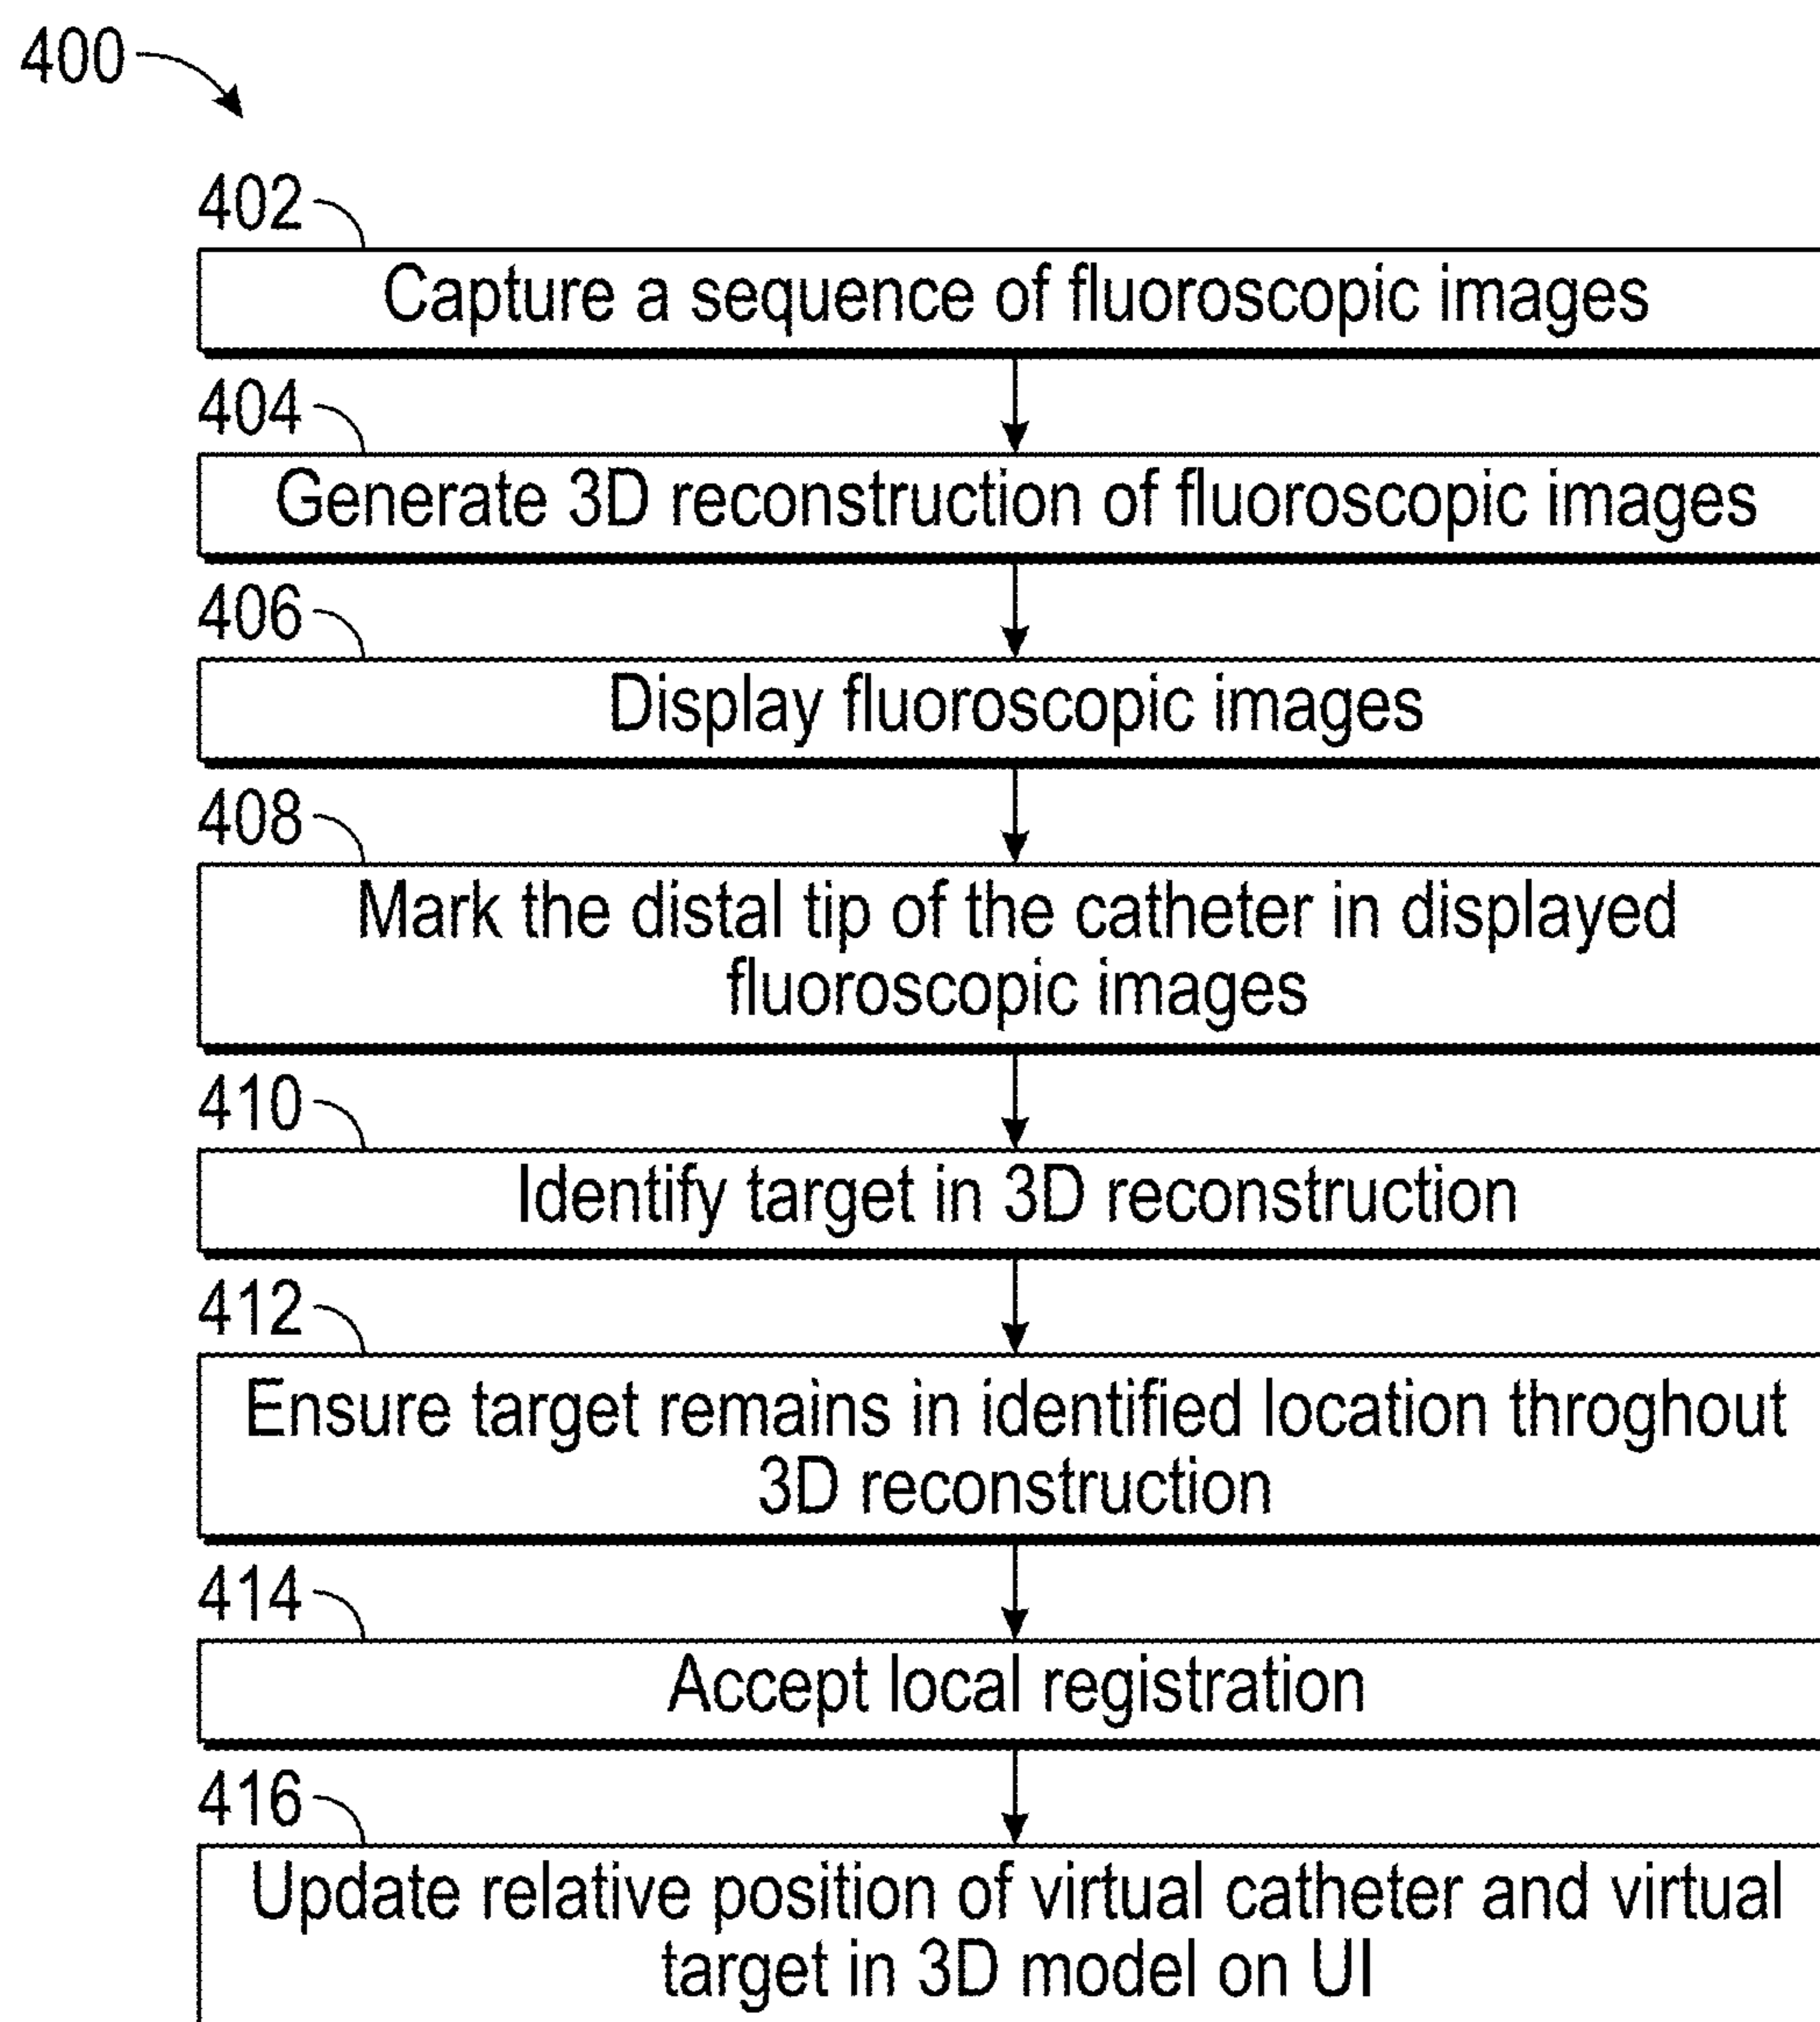 400
402
Capture a sequence of fluoroscopic images
404
Generate 3D reconstruction of fluoroscopic images
406
Display fluoroscopic images
408
Mark the distal tip of the catheter in displayed
fluoroscopic images
410
Identify target in 3D reconstruction
412
Ensure target remains in identified location throghout
3D reconstruction
414
Accept local registration
416
Update relative position of virtual catheter and virtual
target in 3D model on UI